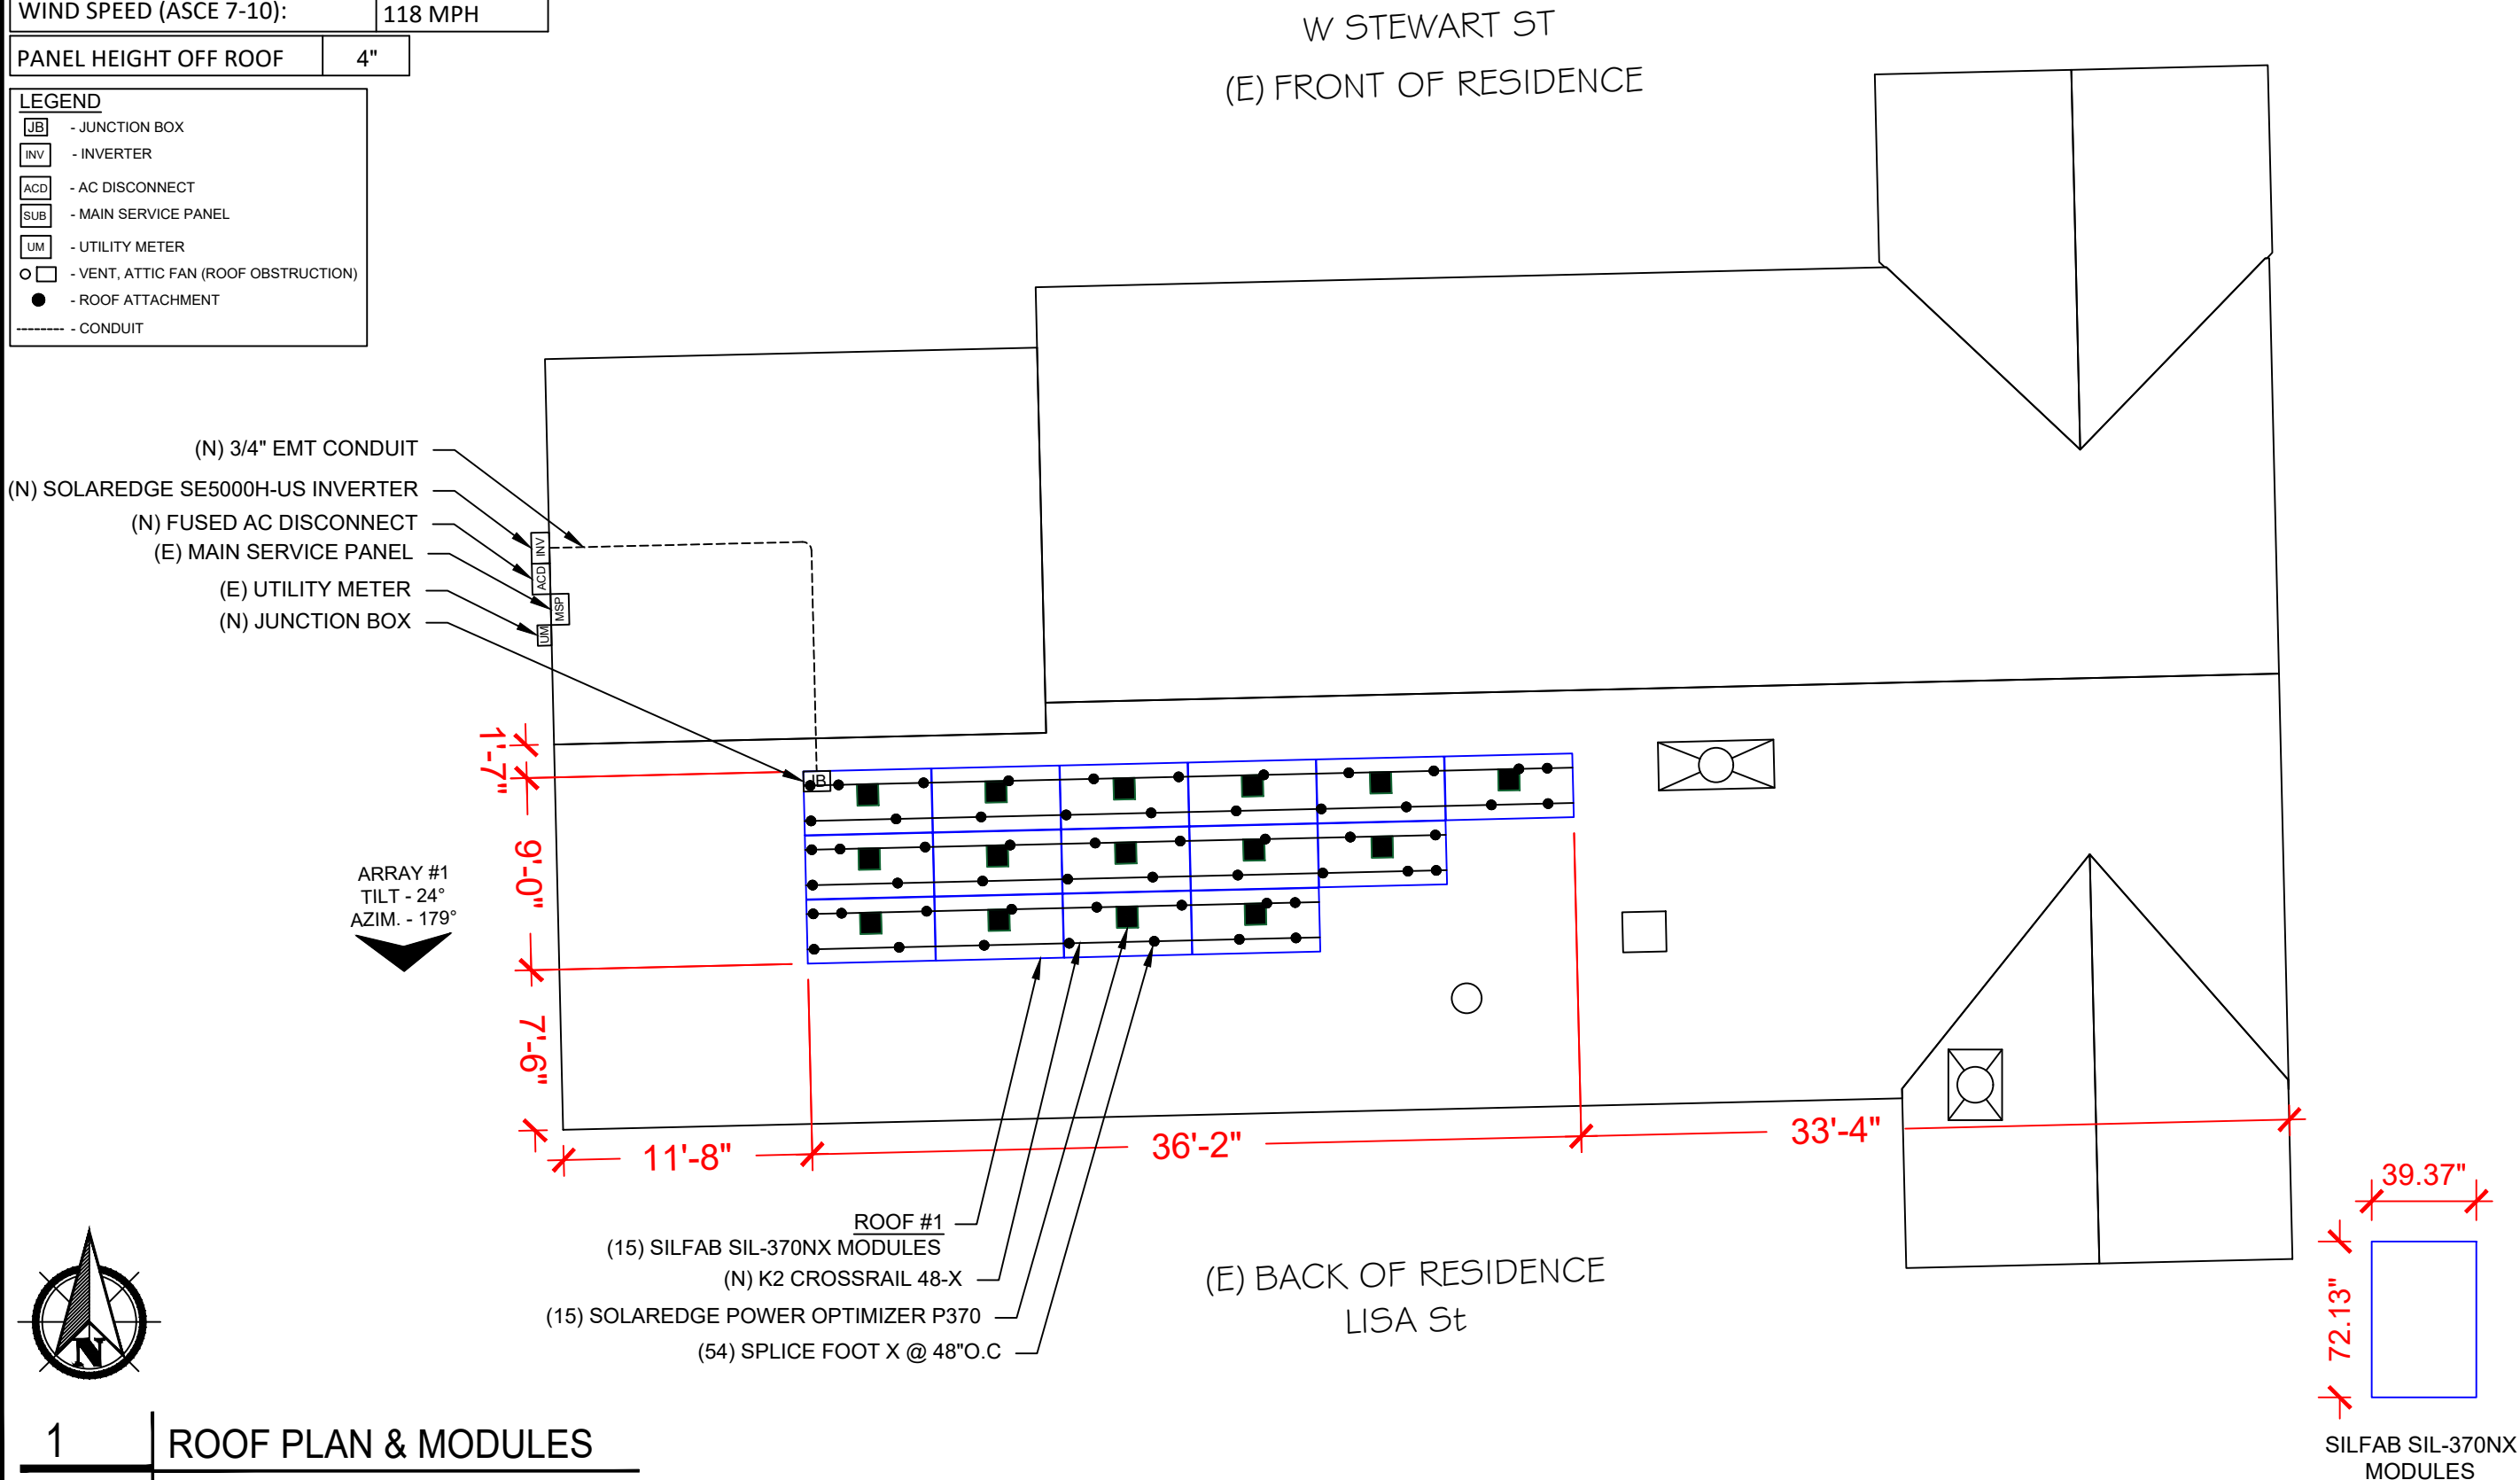 WIND SPEED (ASCE 7-10): 118 MPH
PANEL HEIGHT OFF ROOF 4"
LEGEND
JB - JUNCTION BOX
INV - INVERTER
ACD - AC DISCONNECT
SUB - MAIN SERVICE PANEL
UM - UTILITY METER
- VENT, ATTIC FAN (ROOF OBSTRUCTION)
- ROOF ATTACHMENT
- CONDUIT
W STEWART ST
(E) FRONT OF RESIDENCE
(N) 3/4" EMT CONDUIT
(N) SOLAREDGE SE5000H-US INVERTER
(N) FUSED AC DISCONNECT
(E) MAIN SERVICE PANEL
(E) UTILITY METER
(N) JUNCTION BOX
INV
ACD
MSP
UM
JB
1'-7"
9'-0"
7'-6"
ARRAY #1
TILT - 24°
AZIM. - 179°
11'-8"
36'-2"
33'-4"
ROOF #1
(15) SILFAB SIL-370NX MODULES
(N) K2 CROSSRAIL 48-X
(15) SOLAREDGE POWER OPTIMIZER P370
(54) SPLICE FOOT X @ 48"O.C
(E) BACK OF RESIDENCE
LISA St
39.37"
72.13"
SILFAB SIL-370NX
MODULES
N
1 ROOF PLAN & MODULES